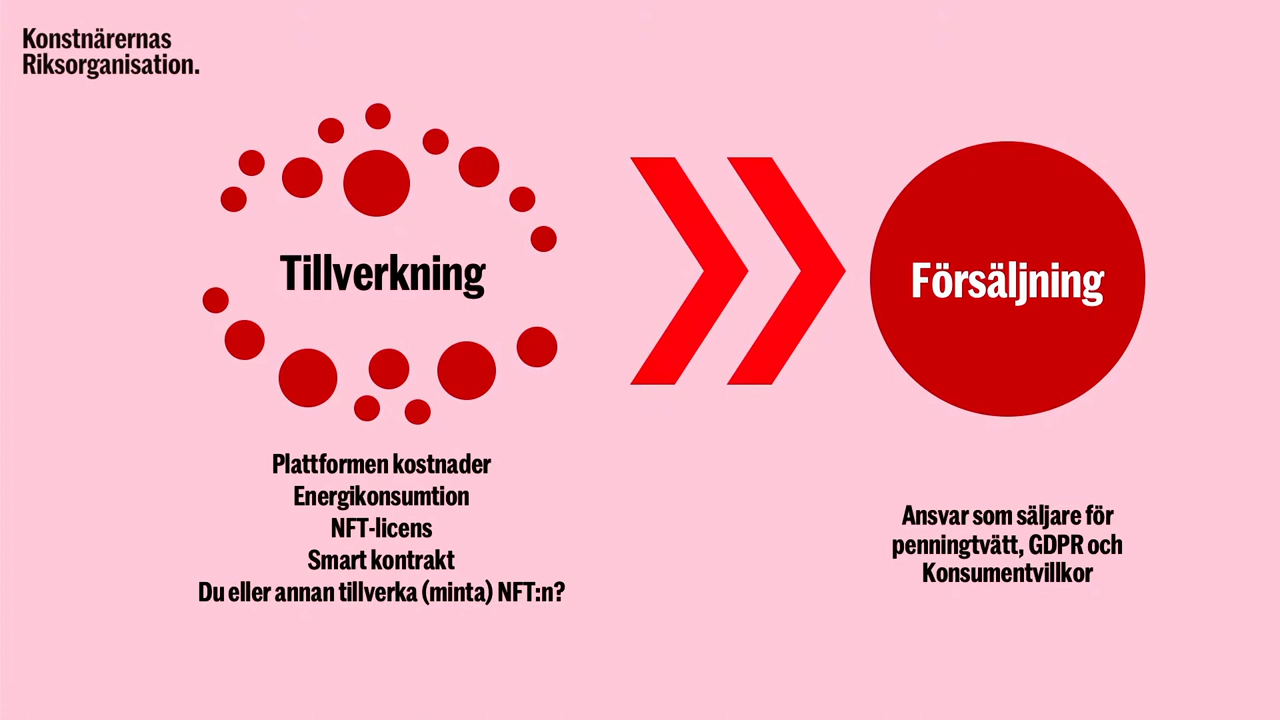 Konstnärernas
Riksorganisation.
Tillverkning
Försäljning
Plattformen kostnader
Energikonsumtion
NFT-licens
Smart kontrakt
Du eller annan tillverka (minta) NFT:n?
Ansvar som säljare för
penningtvätt, GDPR och
Konsumentvillkor